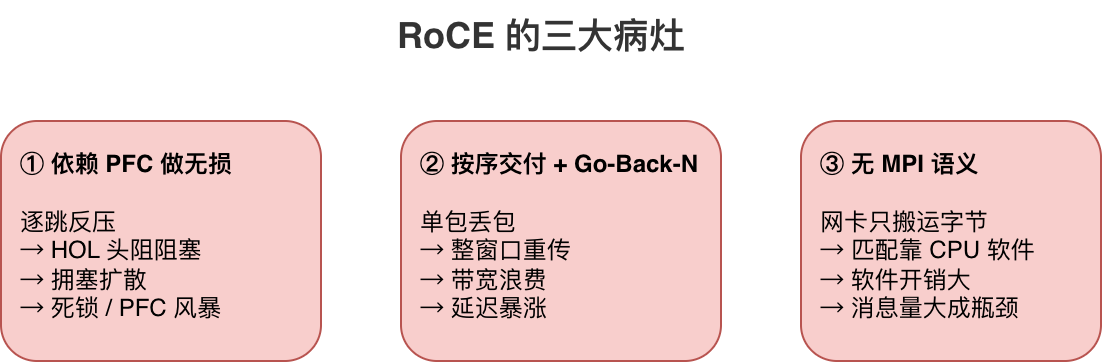 RoCE 的三大病灶
① 依赖 PFC 做无损
逐跳反压
→ HOL 头阻阻塞
→ 拥塞扩散
→ 死锁 / PFC 风暴
② 按序交付 + Go-Back-N
单包丢包
→ 整窗口重传
→ 带宽浪费
→ 延迟暴涨
③ 无 MPI 语义
网卡只搬运字节
→ 匹配靠 CPU 软件
→ 软件开销大
→ 消息量大成瓶颈